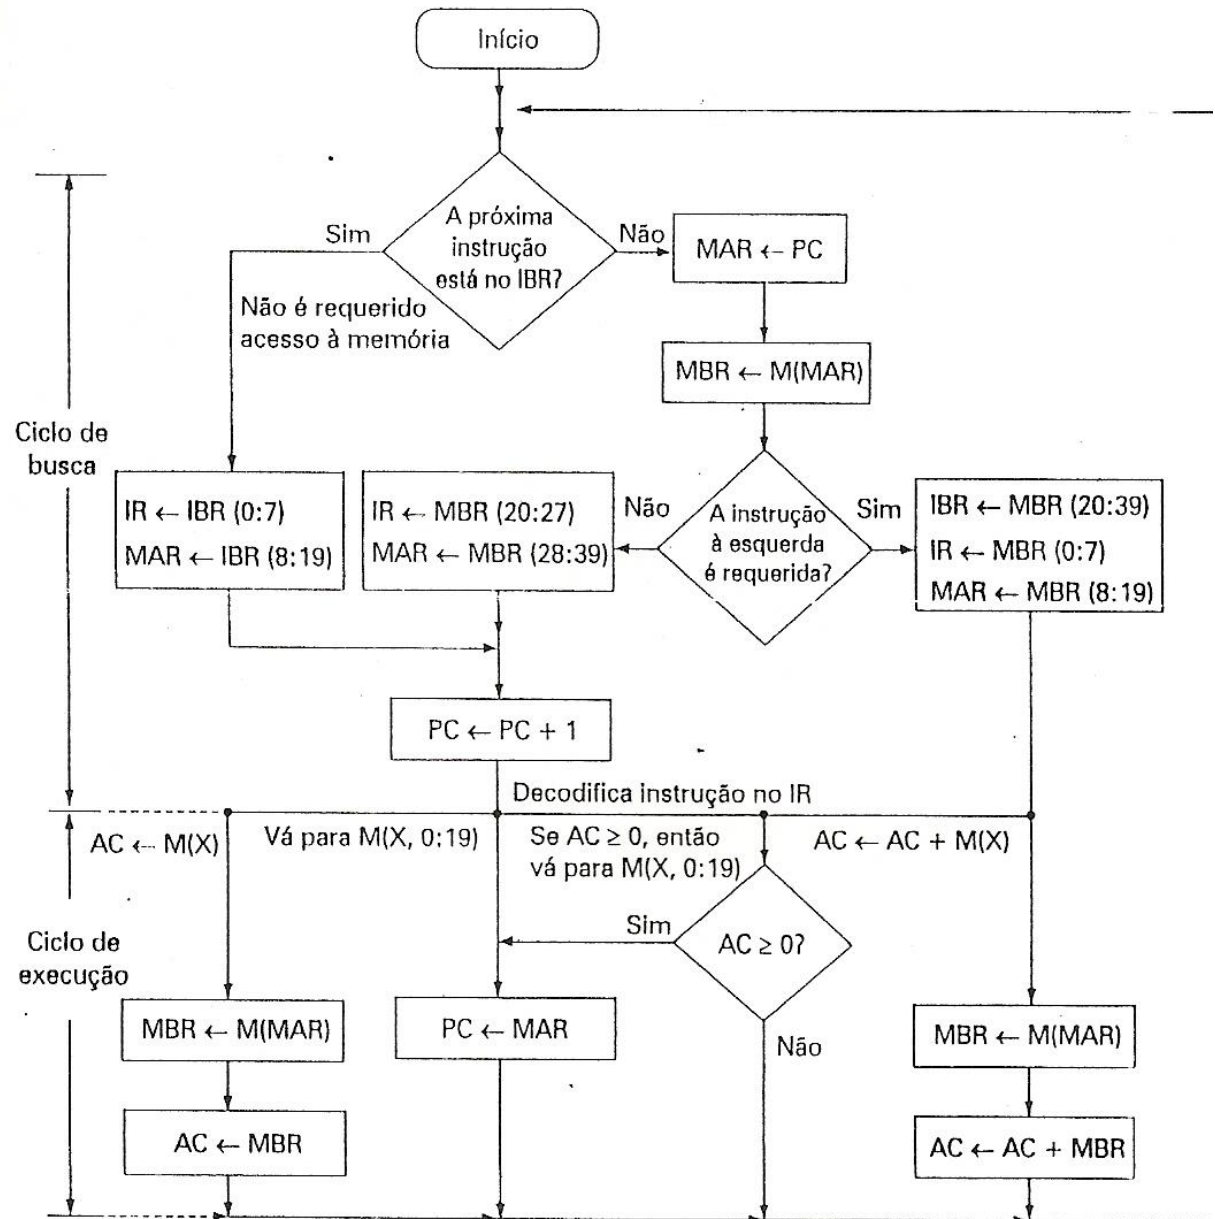 Início
A próxima
instrução
está no IBR?
Sim
Não
MAR ← PC
Não é requerido
acesso à memória
MBR ← M(MAR)
Ciclo de
busca
IR ← IBR (0:7)
MAR ← IBR (8:19)
IR ← MBR (20:27)
MAR ← MBR (28:39)
Não
A instrução
à esquerda
é requerida?
Sim
IBR ← MBR (20:39)
IR ← MBR (0:7)
MAR ← MBR (8:19)
PC ← PC + 1
Decodifica instrução no IR
AC ← M(X)
Vá para M(X, 0:19)
Se AC ≥ 0, então
vá para M(X, 0:19)
AC ← AC + M(X)
Sim
AC ≥ 0?
Ciclo de
execução
MBR ← M(MAR)
PC ← MAR
Não
MBR ← M(MAR)
AC ← MBR
AC ← AC + MBR